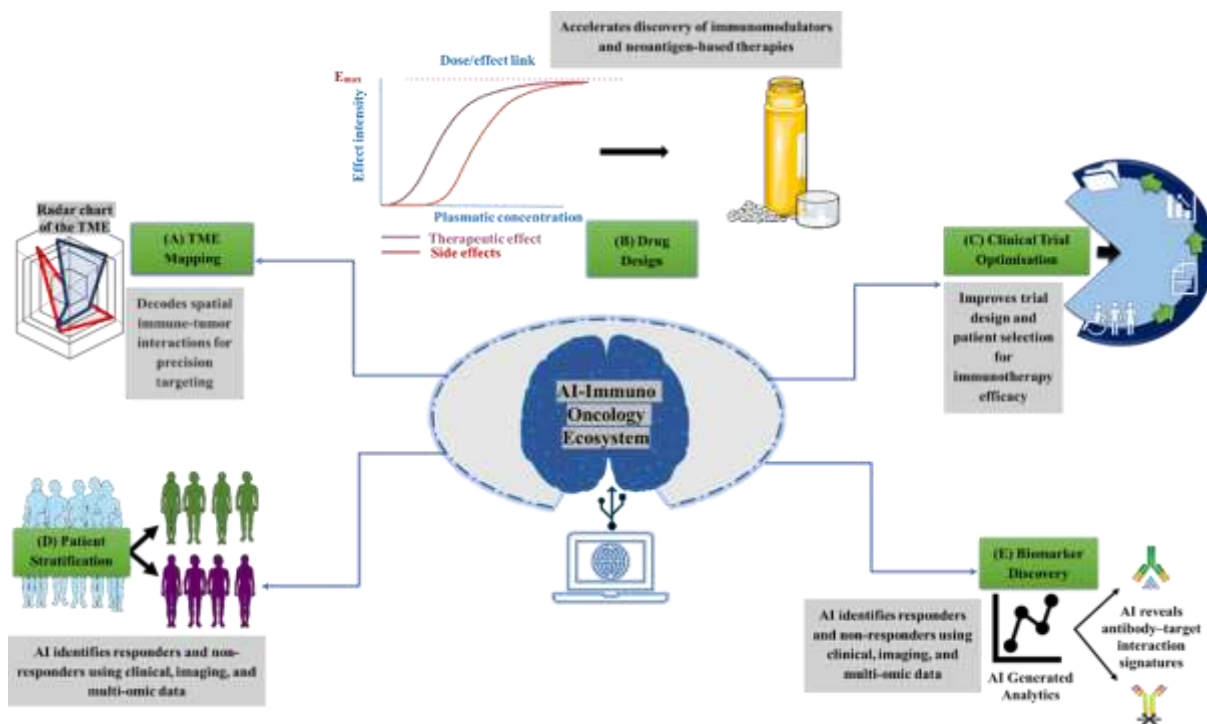 Accelerates discovery of immunomodulators
and neoantigen-based therapies
Dose/effect link
Emax
Effect intensity
Plasmatic concentration
Therapeutic effect
Side effects
(B) Drug
Design
Radar chart
of the TME
(A) TME
Mapping
Decodes spatial
immune-tumor
interactions for
precision
targeting
(C) Clinical Trial
Optimisation
Improves trial
design and
patient selection
for
immunotherapy
efficacy
AI-Immuno
Oncology
Ecosystem
(D) Patient
Stratification
AI identifies responders and non-
responders using clinical, imaging, and
multi-omic data
(E) Biomarker
Discovery
AI identifies responders
and non-responders using
clinical, imaging, and
multi-omic data
AI Generated
Analytics
AI reveals
antibody–target
interaction
signatures